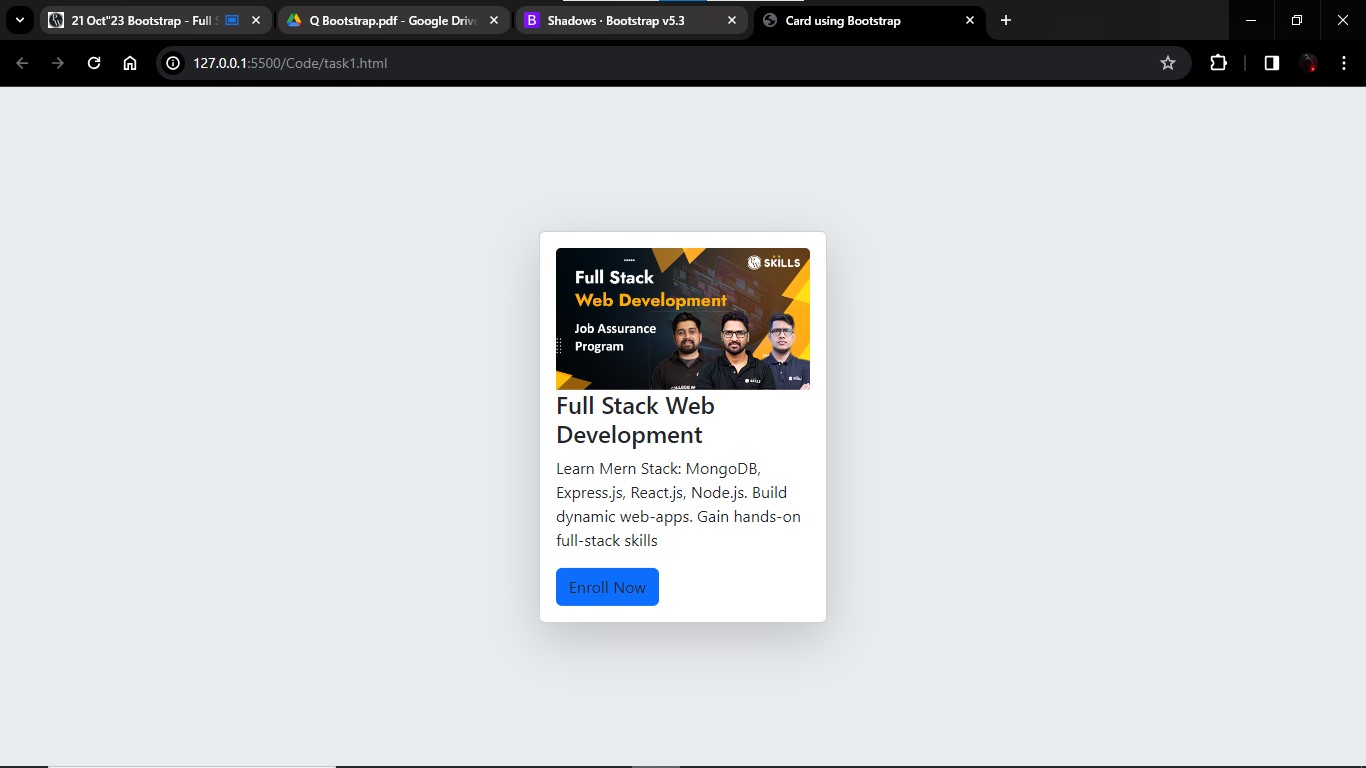 21 Oct"23 Bootstrap - Full S
Q Bootstrap.pdf - Google Drive
Shadows · Bootstrap v5.3
Card using Bootstrap
127.0.0.1:5500/Code/task1.html
SKILLS
Full Stack
Web Development
Job Assurance
Program
Full Stack Web
Development
Learn Mern Stack: MongoDB,
Express.js, React.js, Node.js. Build
dynamic web-apps. Gain hands-on
full-stack skills
Enroll Now